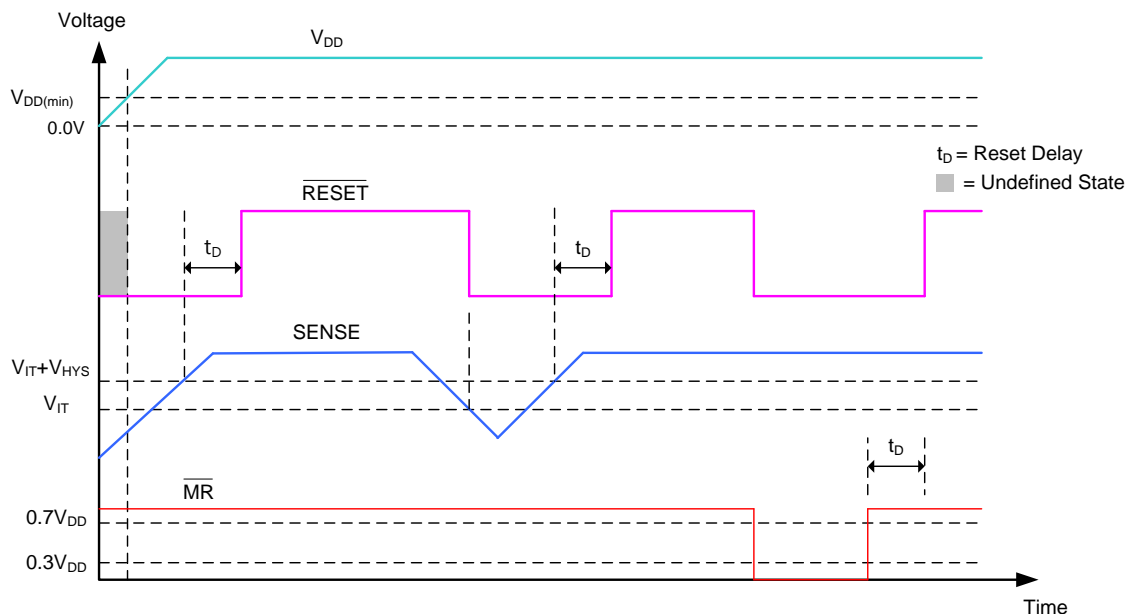 Voltage
VDD
VDD(min)
0.0V
tD = Reset Delay
= Undefined State
RESET
tD
tD
SENSE
VIT+VHYS
VIT
tD
MR
0.7VDD
0.3VDD
Time